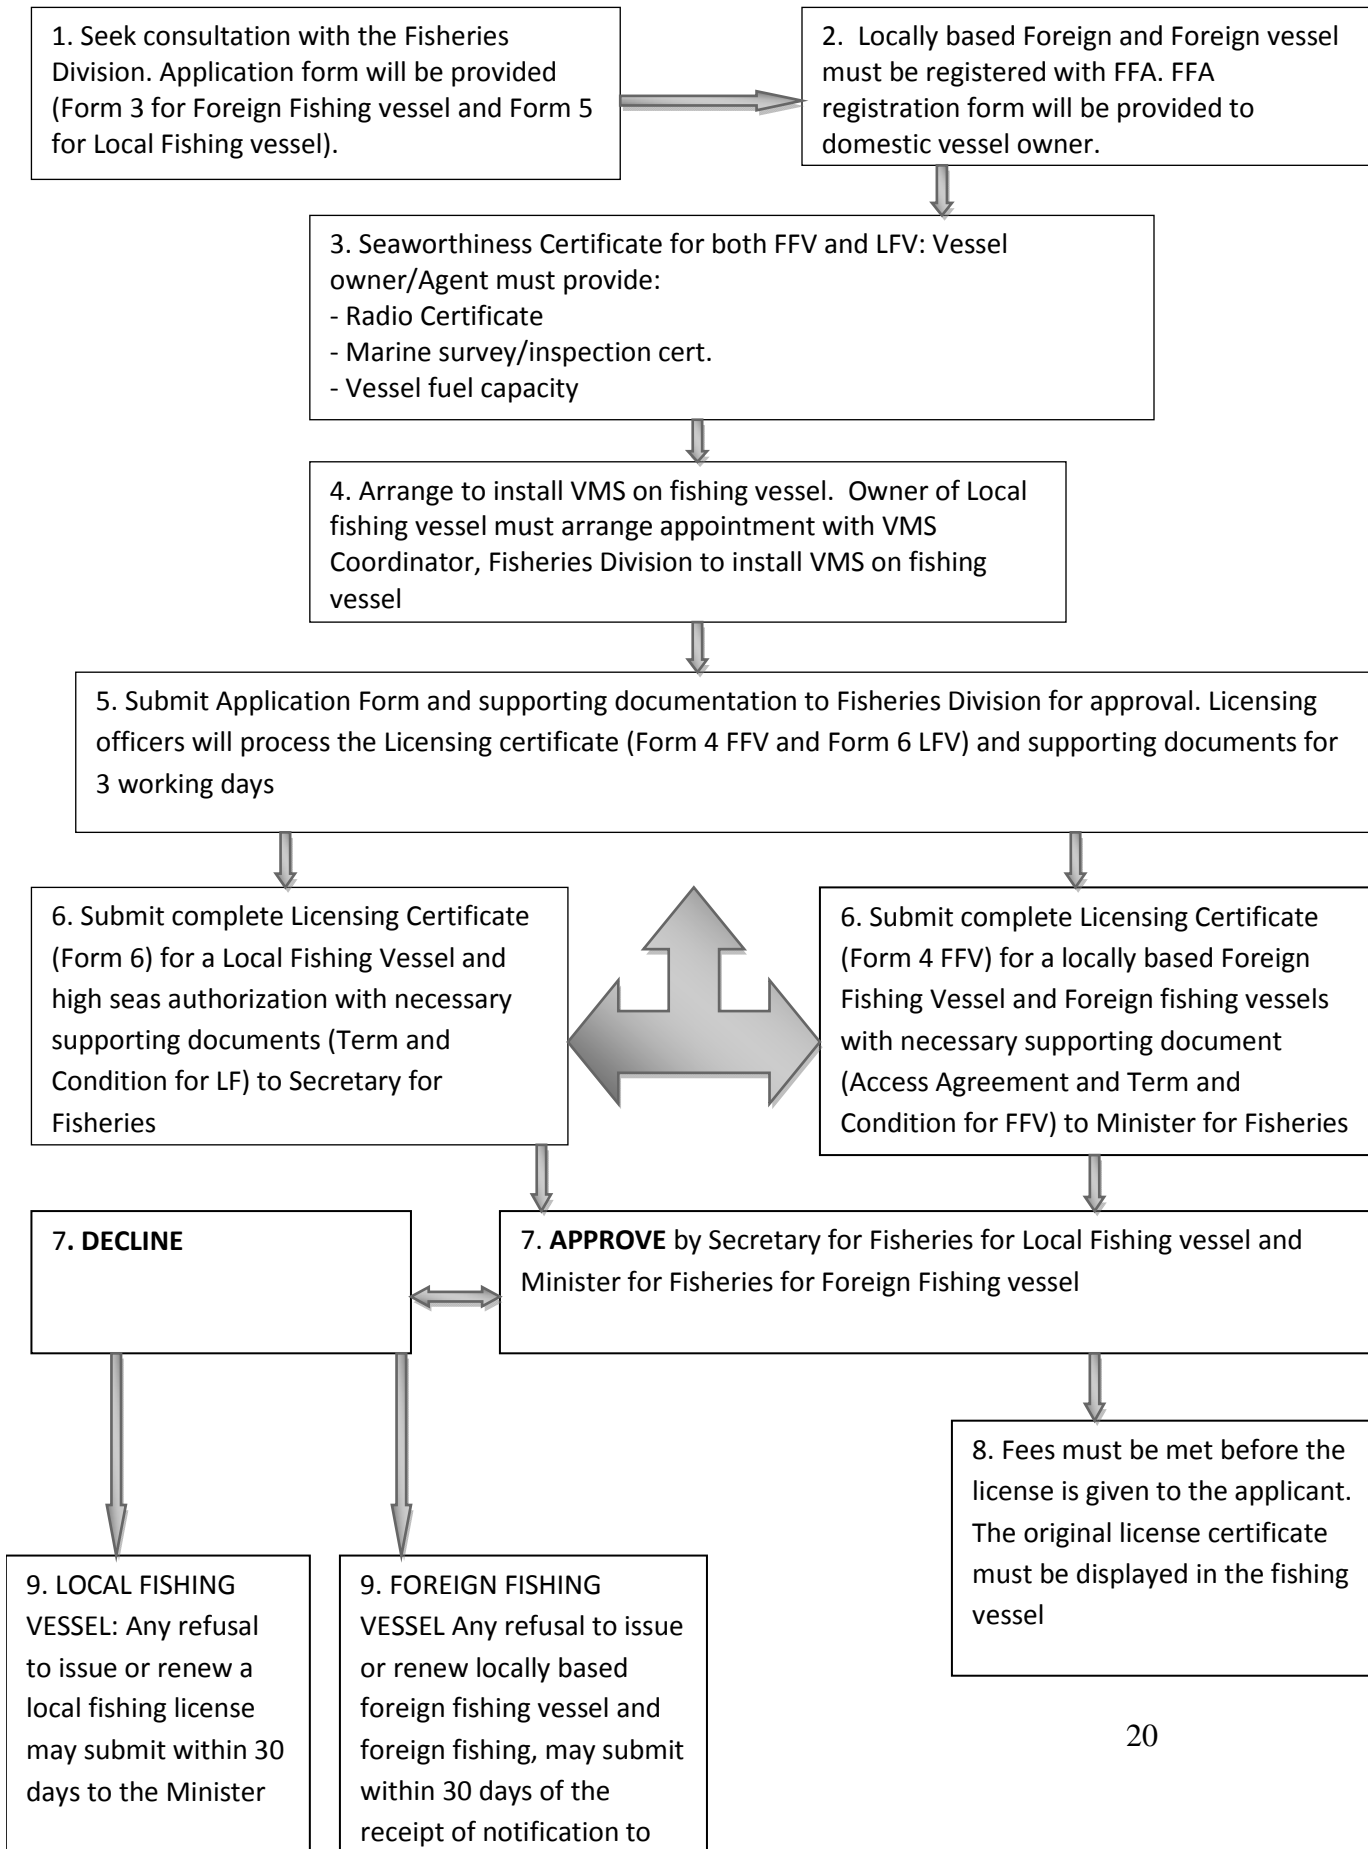 1. Seek consultation with the Fisheries
Division. Application form will be provided
(Form 3 for Foreign Fishing vessel and Form 5
for Local Fishing vessel).
2. Locally based Foreign and Foreign vessel
must be registered with FFA. FFA
registration form will be provided to
domestic vessel owner.
3. Seaworthiness Certificate for both FFV and LFV: Vessel
owner/Agent must provide:
- Radio Certificate
- Marine survey/inspection cert.
- Vessel fuel capacity
4. Arrange to install VMS on fishing vessel. Owner of Local
fishing vessel must arrange appointment with VMS
Coordinator, Fisheries Division to install VMS on fishing
vessel
5. Submit Application Form and supporting documentation to Fisheries Division for approval. Licensing
officers will process the Licensing certificate (Form 4 FFV and Form 6 LFV) and supporting documents for
3 working days
6. Submit complete Licensing Certificate
(Form 6) for a Local Fishing Vessel and
high seas authorization with necessary
supporting documents (Term and
Condition for LF) to Secretary for
Fisheries
6. Submit complete Licensing Certificate
(Form 4 FFV) for a locally based Foreign
Fishing Vessel and Foreign fishing vessels
with necessary supporting document
(Access Agreement and Term and
Condition for FFV) to Minister for Fisheries
7. DECLINE
7. APPROVE by Secretary for Fisheries for Local Fishing vessel and
Minister for Fisheries for Foreign Fishing vessel
8. Fees must be met before the
license is given to the applicant.
The original license certificate
must be displayed in the fishing
vessel
9. LOCAL FISHING
VESSEL: Any refusal
to issue or renew a
local fishing license
may submit within 30
days to the Minister
9. FOREIGN FISHING
VESSEL Any refusal to issue
or renew locally based
foreign fishing vessel and
foreign fishing, may submit
within 30 days of the
receipt of notification to
20